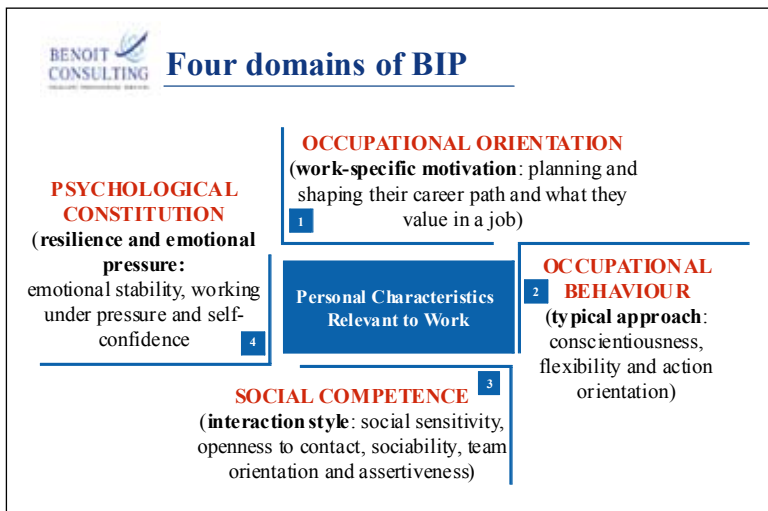 BENOIT
CONSULTING
Four domains of BIP
OCCUPATIONAL ORIENTATION
(work-specific motivation: planning and
shaping their career path and what they
value in a job)
1
OCCUPATIONAL
BEHAVIOUR
(typical approach:
conscientiousness,
flexibility and action
orientation)
2
Personal Characteristics
Relevant to Work
3
SOCIAL COMPETENCE
(interaction style: social sensitivity,
openness to contact, sociability, team
orientation and assertiveness)
PSYCHOLOGICAL
CONSTITUTION
(resilience and emotional
pressure:
emotional stability, working
under pressure and self-
confidence
4